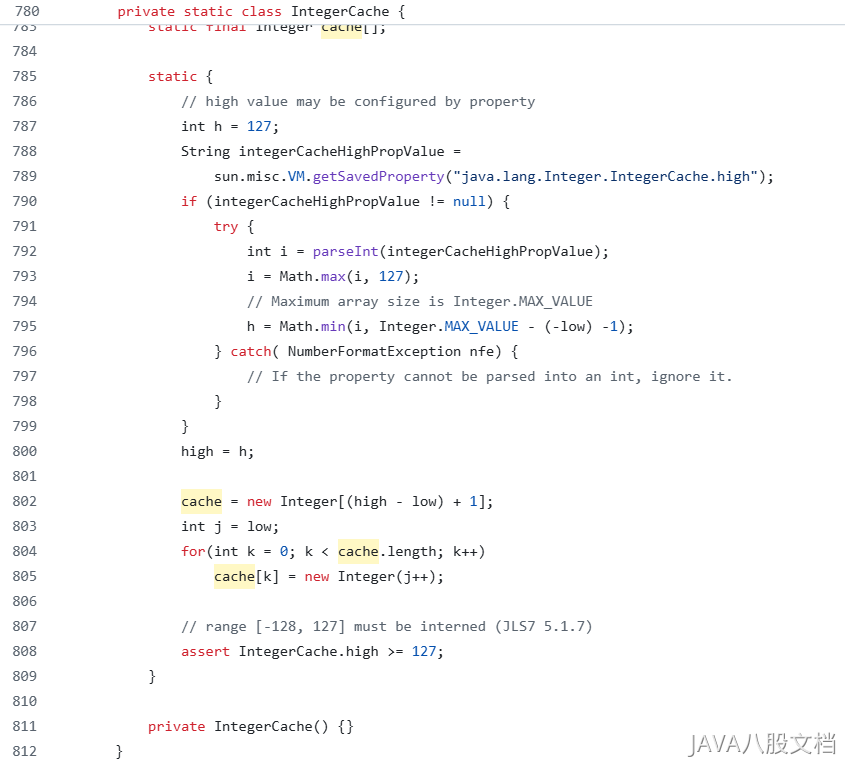 780 private static class IntegerCache {
783 static final Integer cache[];
784
785 static {
786 // high value may be configured by property
787 int h = 127;
788 String integerCacheHighPropValue =
789 sun.misc.VM.getSavedProperty("java.lang.Integer.IntegerCache.high");
790 if (integerCacheHighPropValue != null) {
791 try {
792 int i = parseInt(integerCacheHighPropValue);
793 i = Math.max(i, 127);
794 // Maximum array size is Integer.MAX_VALUE
795 h = Math.min(i, Integer.MAX_VALUE - (-low) -1);
796 } catch( NumberFormatException nfe) {
797 // If the property cannot be parsed into an int, ignore it.
798 }
799 }
800 high = h;
801
802 cache = new Integer[(high - low) + 1];
803 int j = low;
804 for(int k = 0; k < cache.length; k++)
805 cache[k] = new Integer(j++);
806
807 // range [-128, 127] must be interned (JLS7 5.1.7)
808 assert IntegerCache.high >= 127;
809 }
810
811 private IntegerCache() {}
812 }
JAVA八股文档